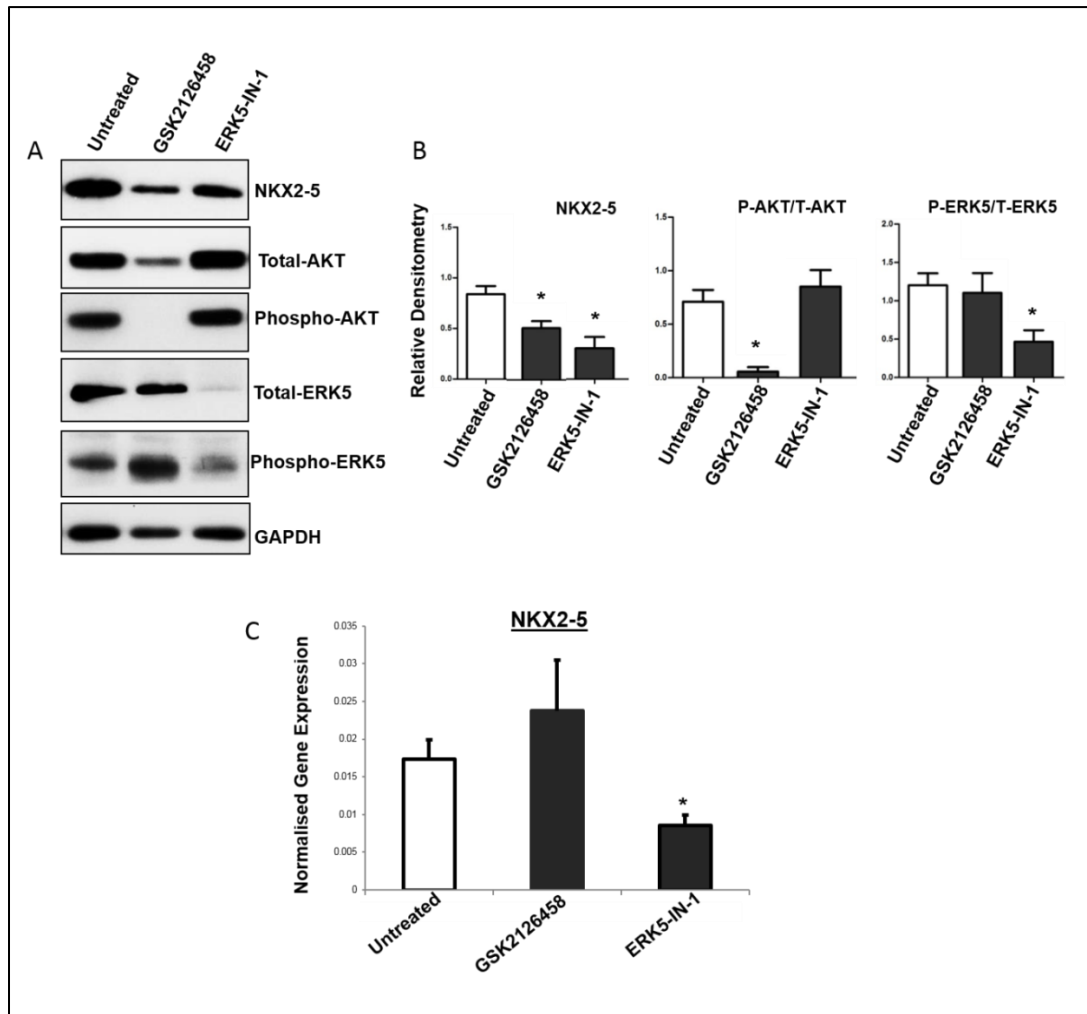 A
Untreated
GSK2126458
ERK5-IN-1
NKX2-5
Total-AKT
Phospho-AKT
Total-ERK5
Phospho-ERK5
GAPDH
B
Relative Densitometry
NKX2-5
1.5
1.0
0.5
0.0
*
*
Untreated
GSK2126458
ERK5-IN-1
P-AKT/T-AKT
1.5
1.0
0.5
0.0
*
Untreated
GSK2126458
ERK5-IN-1
P-ERK5/T-ERK5
2.0
1.5
1.0
0.5
0.0
*
Untreated
GSK2126458
ERK5-IN-1
C
NKX2-5
Normalised Gene Expression
0.035
0.03
0.025
0.02
0.015
0.01
0.005
0
*
Untreated
GSK2126458
ERK5-IN-1